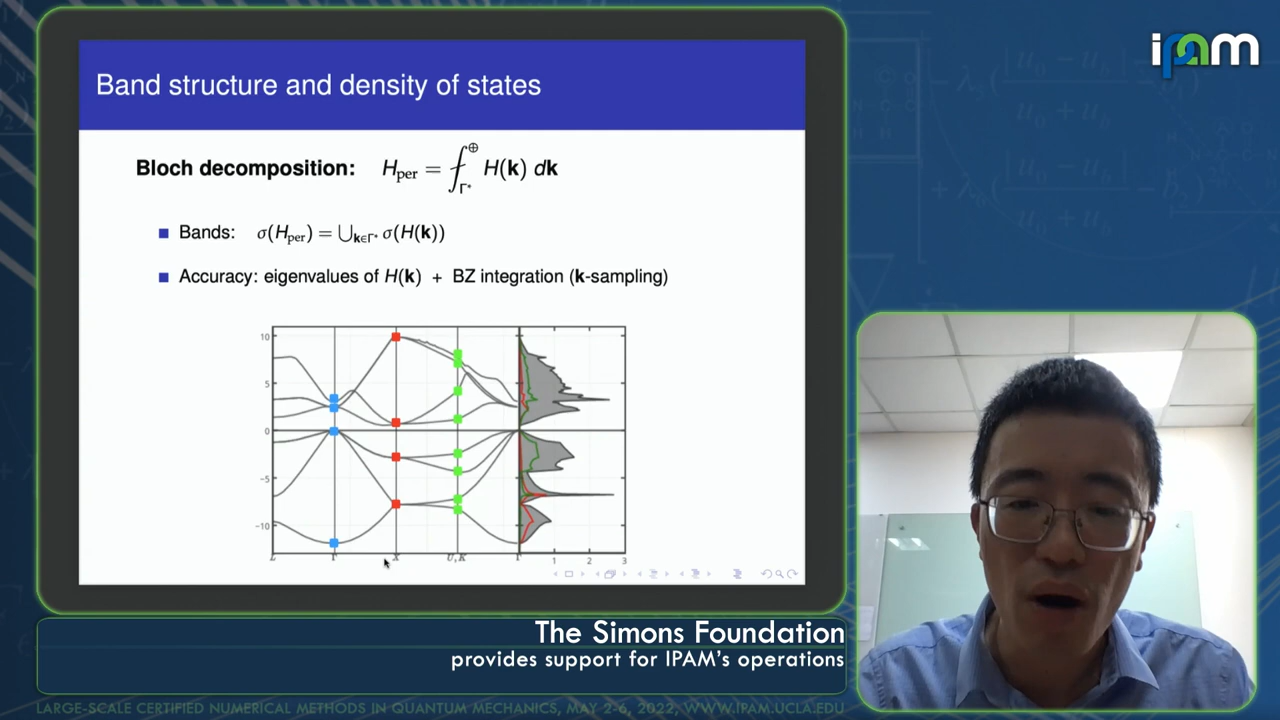 ipam
Band structure and density of states
Bloch decomposition: H_per = ⨍_Γ*^⊕ H(k) dk
Bands: σ(H_per) = ⋃_{k∈Γ*} σ(H(k))
Accuracy: eigenvalues of H(k) + BZ integration (k-sampling)
10
5
0
−5
−10
L Γ X U,K Γ 1 2 3
The Simons Foundation
provides support for IPAM's operations
LARGE-SCALE CERTIFIED NUMERICAL METHODS IN QUANTUM MECHANICS, MAY 2-6, 2022, WWW.IPAM.UCLA.EDU